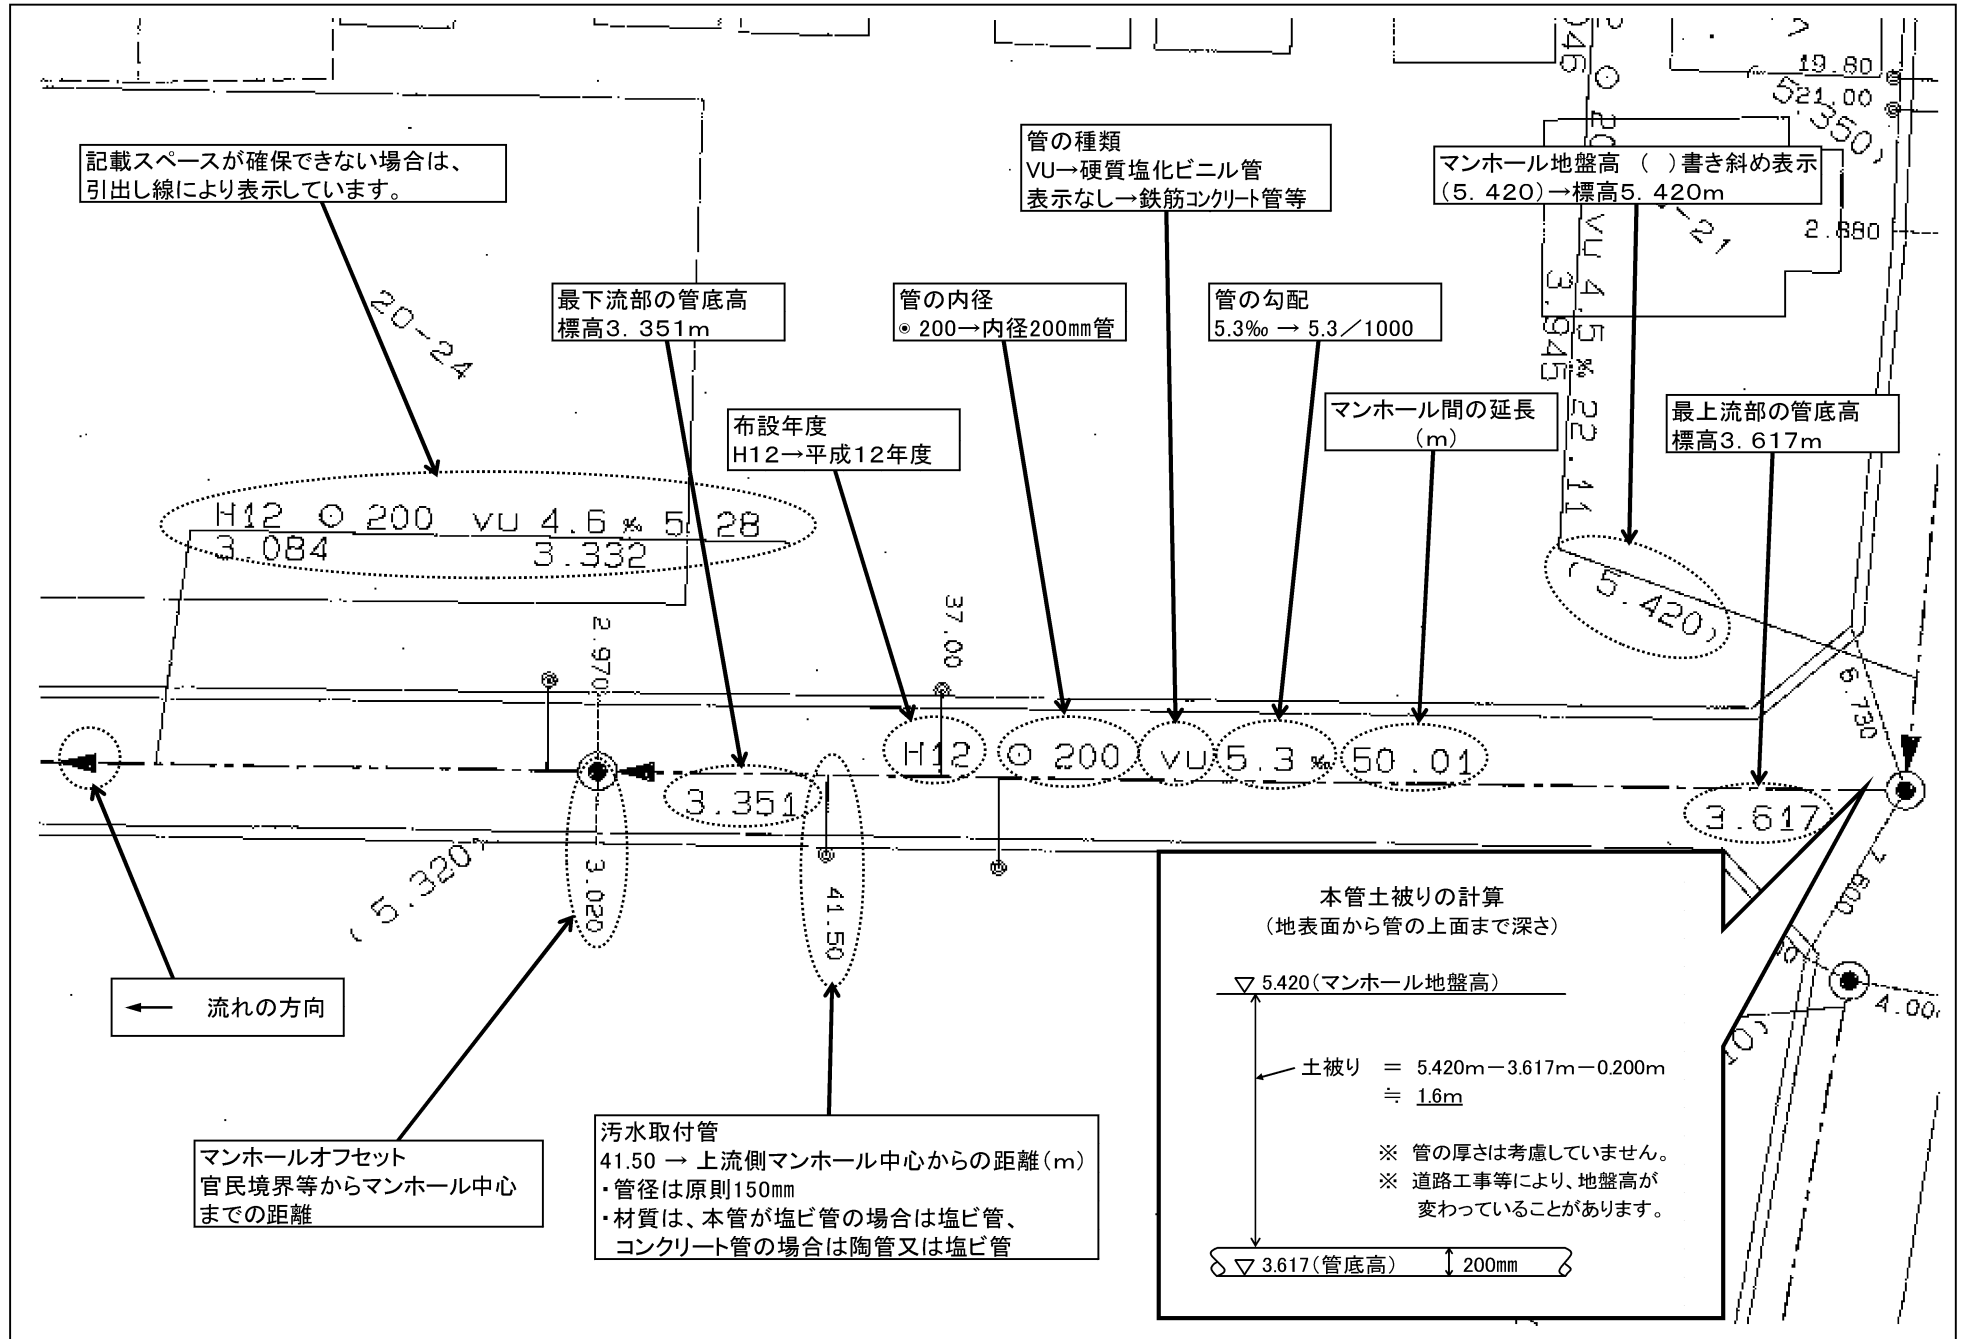 19.80
21.00
(5.350)
記載スペースが確保できない場合は、
引出し線により表示しています。
管の種類
VU→硬質塩化ビニル管
表示なし→鉄筋コンクリート管等
マンホール地盤高 ( )書き斜め表示
(5. 420)→標高5. 420m
2.880
VU 4.5 ‰ 22.11
3.945
20-24
最下流部の管底高
標高3. 351m
管の内径
◎ 200→内径200㎜管
管の勾配
5.3‰ → 5.3/1000
布設年度
H12→平成12年度
マンホール間の延長
(m)
最上流部の管底高
標高3. 617m
H12 ⊙ 200 VU 4.6 ‰ 5 28
3.084 3.332
(5.420)
2.970
37.00
6.730
H12 ⊙ 200 VU 5.3 ‰ 50.01
3.351
3.617
(5.320)
3.020
41.50
4.00
← 流れの方向
マンホールオフセット
官民境界等からマンホール中心
までの距離
汚水取付管
41.50 → 上流側マンホール中心からの距離(m)
・管径は原則150㎜
・材質は、本管が塩ビ管の場合は塩ビ管、
コンクリート管の場合は陶管又は塩ビ管
本管土被りの計算
(地表面から管の上面まで深さ)
▽ 5.420(マンホール地盤高)
土被り = 5.420m-3.617m-0.200m
≒ 1.6m
※ 管の厚さは考慮していません。
※ 道路工事等により、地盤高が
変わっていることがあります。
▽ 3.617(管底高) 200㎜